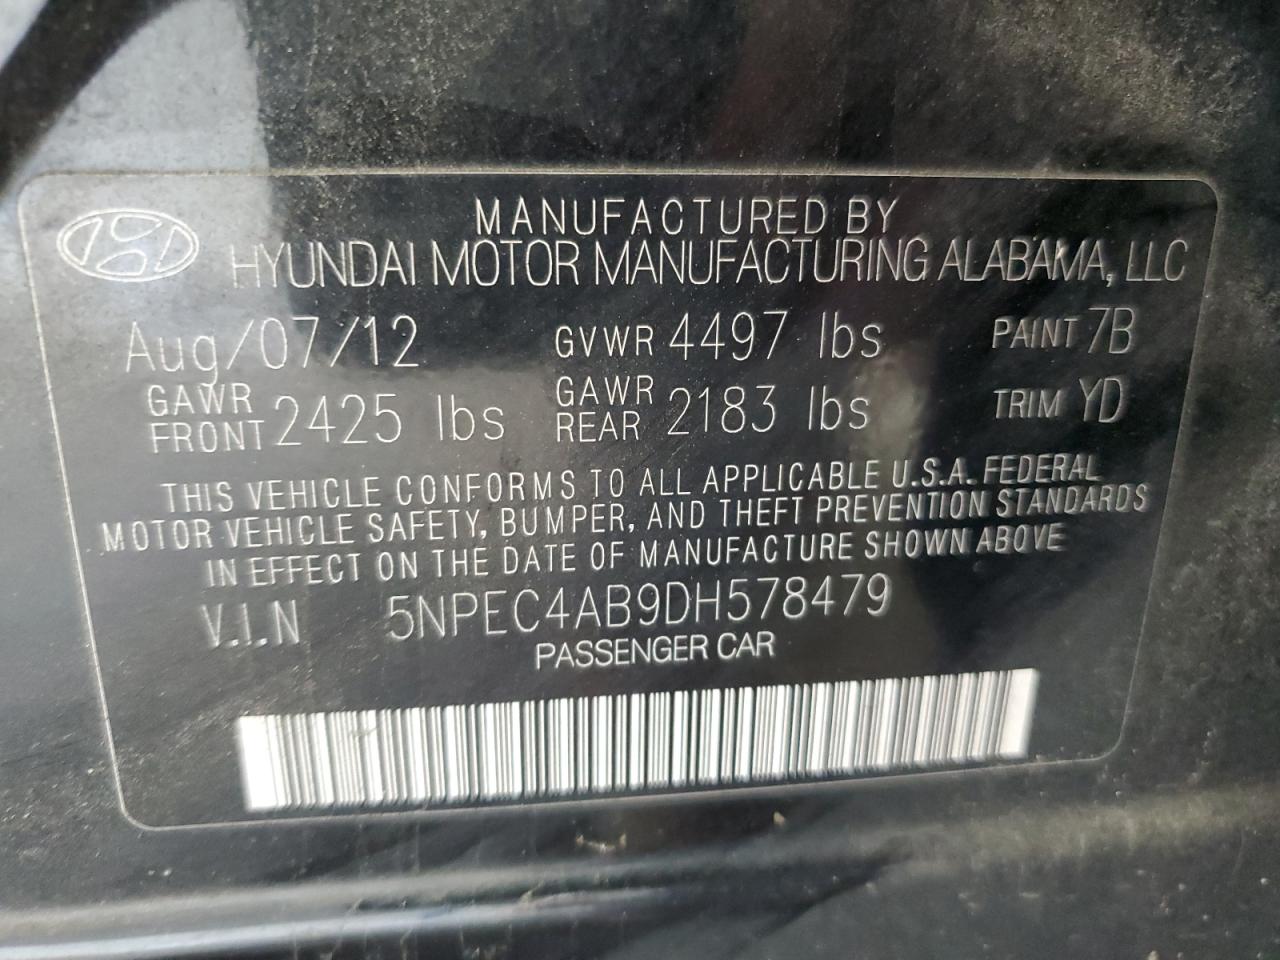 MANUFACTURED BY
HYUNDAI MOTOR MANUFACTURING ALABAMA, LLC
Aug/07/12 GVWR 4497 lbs PAINT 7B
GAWR FRONT 2425 lbs GAWR REAR 2183 lbs TRIM YD
THIS VEHICLE CONFORMS TO ALL APPLICABLE U.S.A. FEDERAL
MOTOR VEHICLE SAFETY, BUMPER, AND THEFT PREVENTION STANDARDS
IN EFFECT ON THE DATE OF MANUFACTURE SHOWN ABOVE
V.I.N 5NPEC4AB9DH578479
PASSENGER CAR